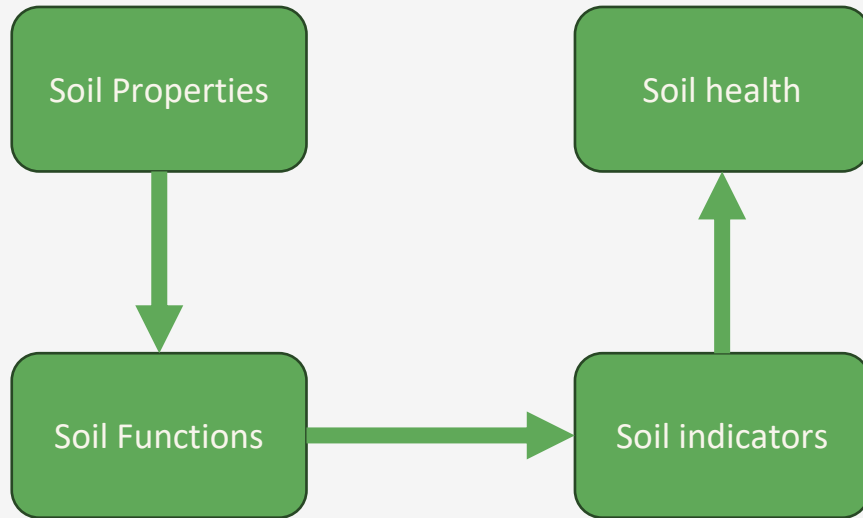 Soil Properties
Soil health
Soil Functions
Soil indicators